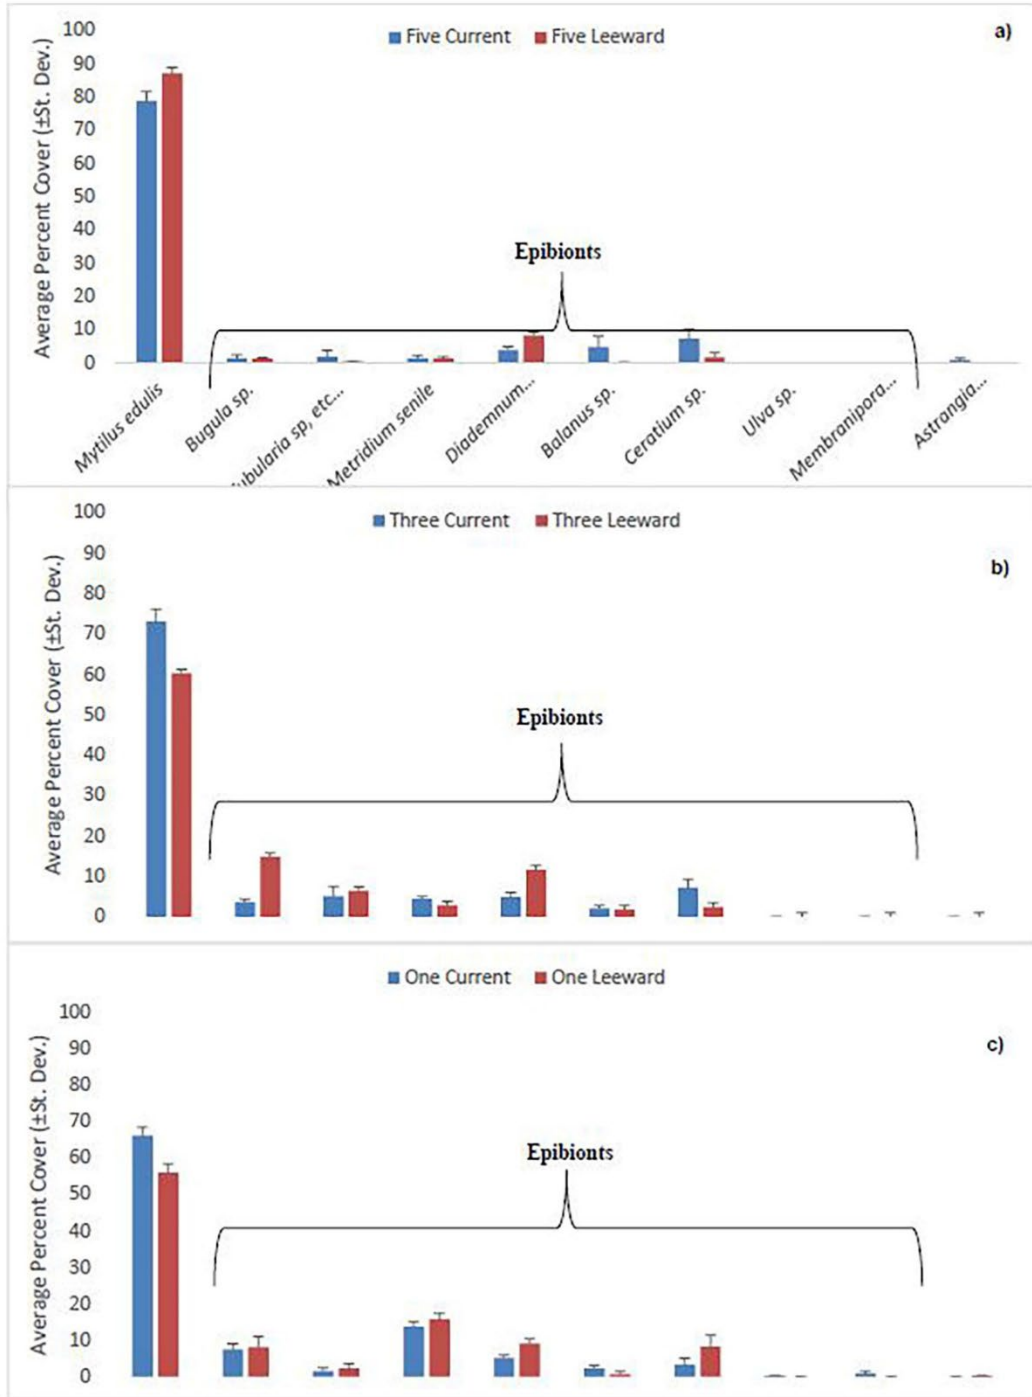 Five Current Five Leeward
a)
Average Percent Cover (±St. Dev.)
100
90
80
70
60
50
40
30
20
10
0
Epibionts
Mytilus edulis
Bugula sp.
ubularia sp, etc...
Metridium senile
Diademnum...
Balanus sp.
Ceratium sp.
Ulva sp.
Membranipora...
Astrangia...
Three Current Three Leeward
b)
Average Percent Cover (±St. Dev.)
100
90
80
70
60
50
40
30
20
10
0
Epibionts
One Current One Leeward
c)
Average Percent Cover (±St. Dev.)
100
90
80
70
60
50
40
30
20
10
0
Epibionts